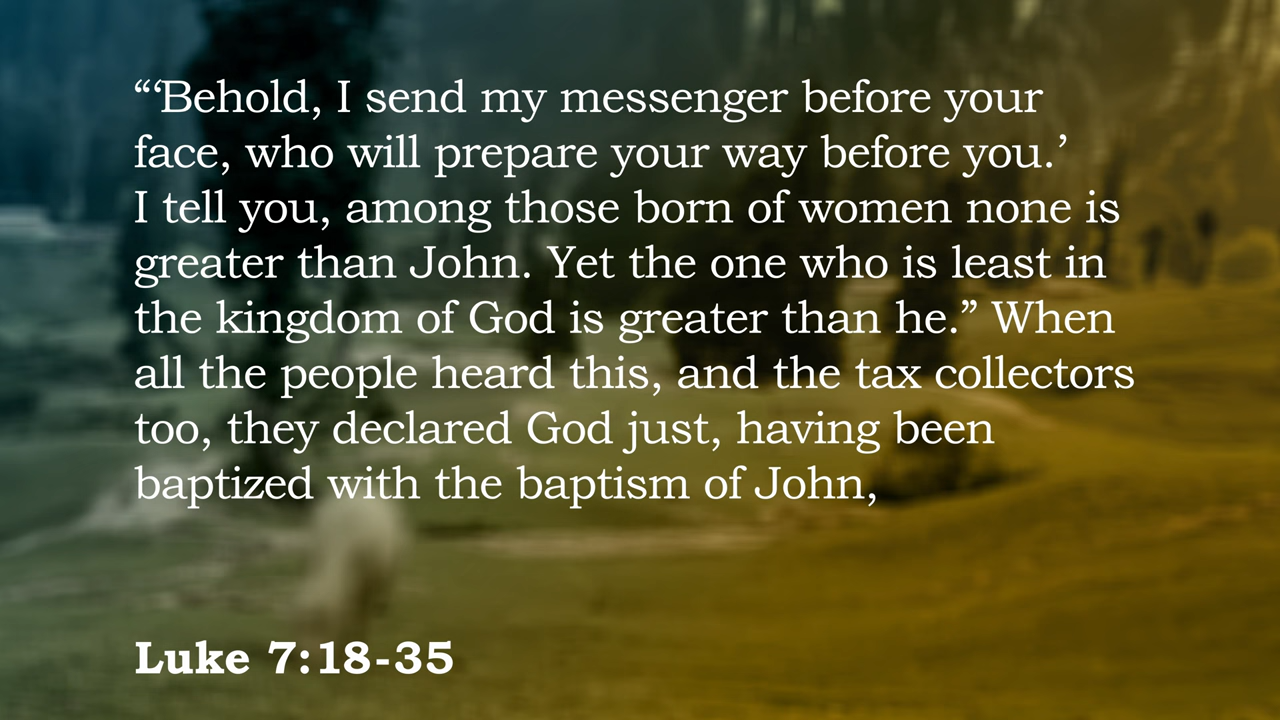 “‘Behold, I send my messenger before your
face, who will prepare your way before you.’
I tell you, among those born of women none is
greater than John. Yet the one who is least in
the kingdom of God is greater than he.” When
all the people heard this, and the tax collectors
too, they declared God just, having been
baptized with the baptism of John,
Luke 7:18-35